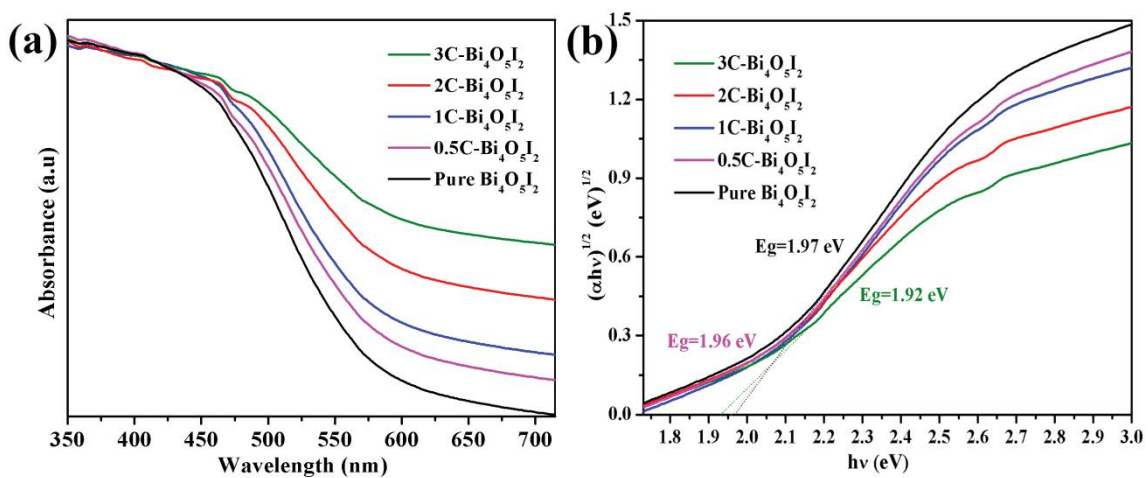 (a)
3C-Bi₄O₅I₂
2C-Bi₄O₅I₂
1C-Bi₄O₅I₂
0.5C-Bi₄O₅I₂
Pure Bi₄O₅I₂
Absorbance (a.u)
350 400 450 500 550 600 650 700
Wavelength (nm)
(b)
3C-Bi₄O₅I₂
2C-Bi₄O₅I₂
1C-Bi₄O₅I₂
0.5C-Bi₄O₅I₂
Pure Bi₄O₅I₂
Eg=1.97 eV
Eg=1.92 eV
Eg=1.96 eV
(αhν)¹/² (eV)¹/²
1.5
1.2
0.9
0.6
0.3
0.0
1.8 1.9 2.0 2.1 2.2 2.3 2.4 2.5 2.6 2.7 2.8 2.9 3.0
hν (eV)